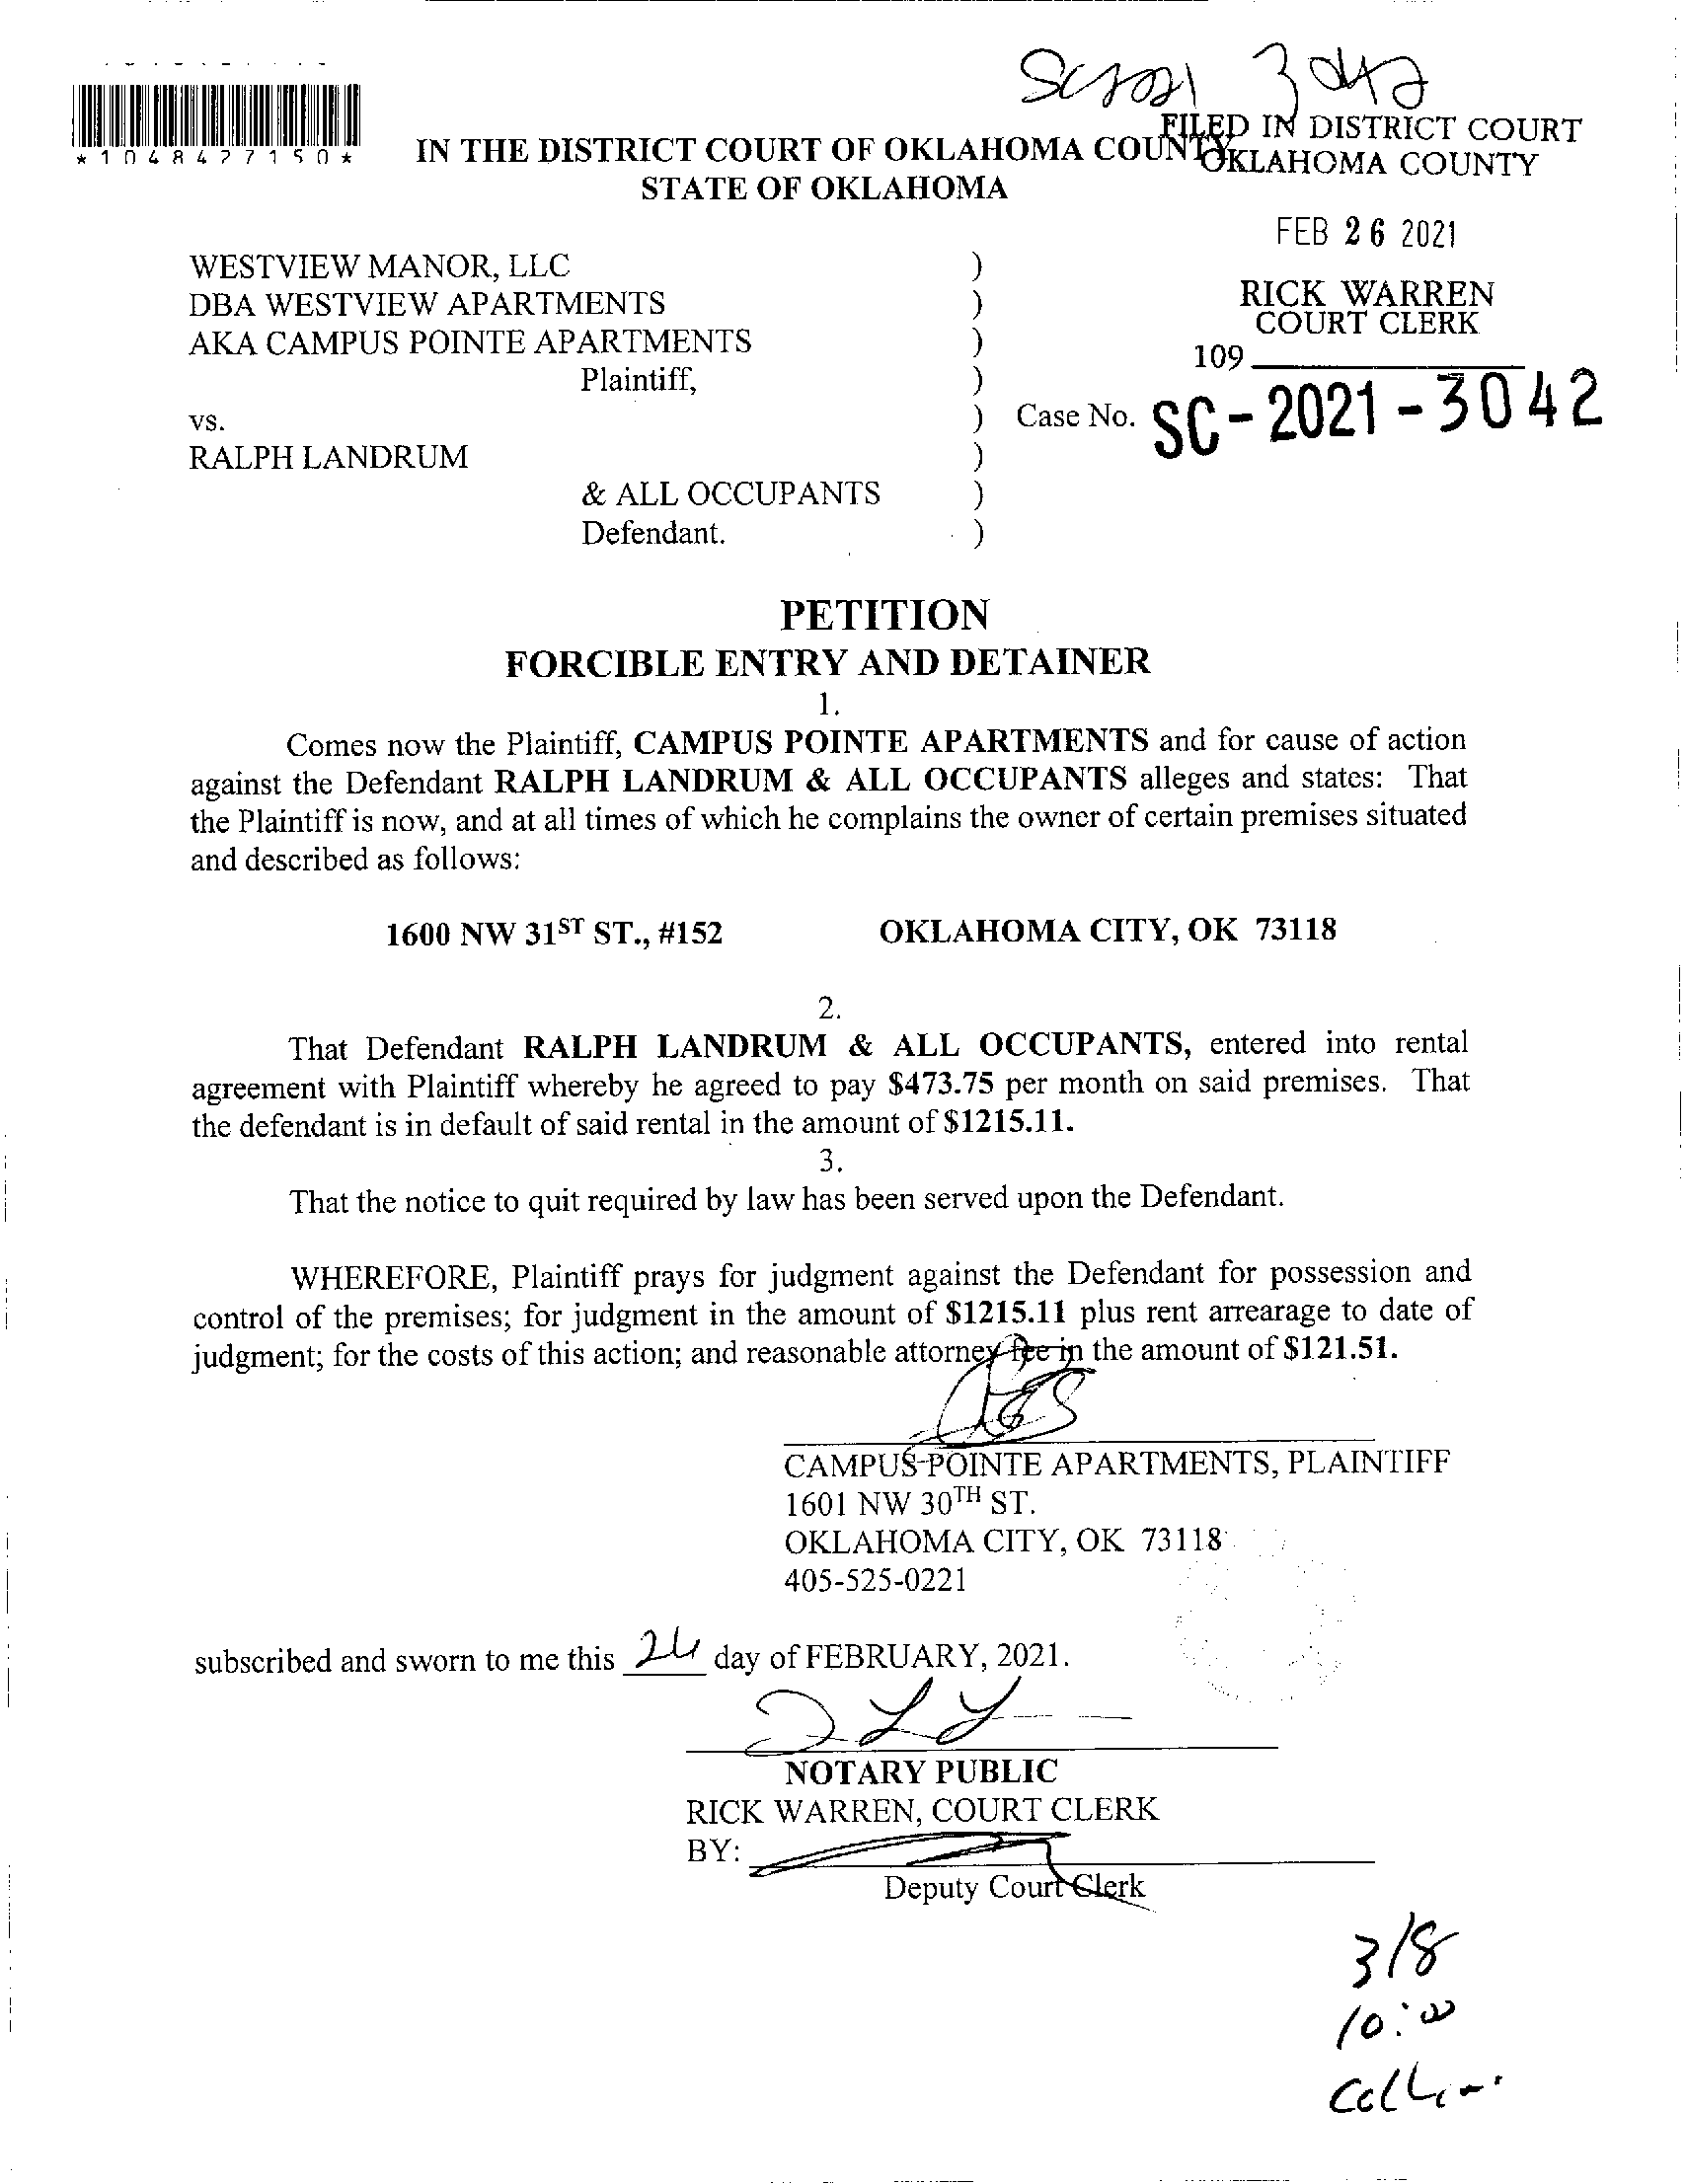 *1048427150*
IN THE DISTRICT COURT OF OKLAHOMA COUNTY
STATE OF OKLAHOMA
FILED IN DISTRICT COURT
OKLAHOMA COUNTY
FEB 26 2021
RICK WARREN
COURT CLERK
109
WESTVIEW MANOR, LLC )
DBA WESTVIEW APARTMENTS )
AKA CAMPUS POINTE APARTMENTS )
Plaintiff, )
vs. ) Case No. SC-2021-3042
RALPH LANDRUM )
& ALL OCCUPANTS )
Defendant. )
PETITION
FORCIBLE ENTRY AND DETAINER
1.
Comes now the Plaintiff, CAMPUS POINTE APARTMENTS and for cause of action
against the Defendant RALPH LANDRUM & ALL OCCUPANTS alleges and states: That
the Plaintiff is now, and at all times of which he complains the owner of certain premises situated
and described as follows:
1600 NW 31ST ST., #152 OKLAHOMA CITY, OK 73118
2.
That Defendant RALPH LANDRUM & ALL OCCUPANTS, entered into rental
agreement with Plaintiff whereby he agreed to pay $473.75 per month on said premises. That
the defendant is in default of said rental in the amount of $1215.11.
3.
That the notice to quit required by law has been served upon the Defendant.
WHEREFORE, Plaintiff prays for judgment against the Defendant for possession and
control of the premises; for judgment in the amount of $1215.11 plus rent arrearage to date of
judgment; for the costs of this action; and reasonable attorney fee in the amount of $121.51.
CAMPUS POINTE APARTMENTS, PLAINTIFF
1601 NW 30TH ST.
OKLAHOMA CITY, OK 73118
405-525-0221
subscribed and sworn to me this 24 day of FEBRUARY, 2021.
NOTARY PUBLIC
RICK WARREN, COURT CLERK
BY:
Deputy Court Clerk
3/8
10:00